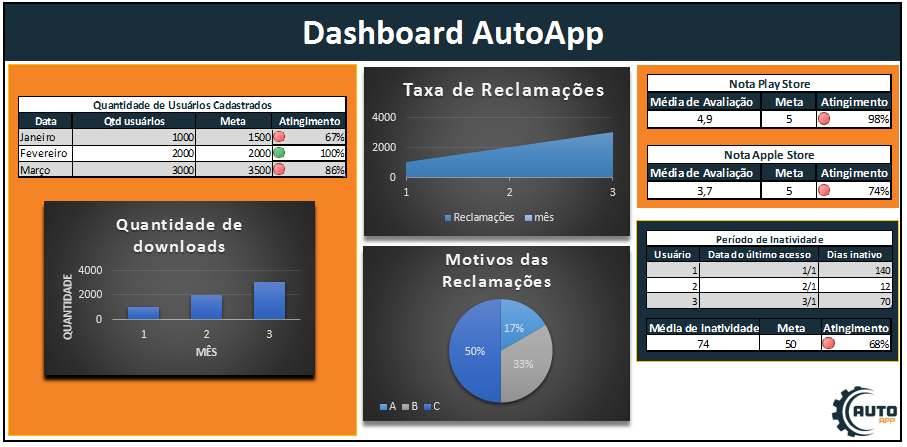 Dashboard AutoApp
Quantidade de Usuários Cadastrados
Data Qtd usuários Meta Atingimento
Janeiro 1000 1500 67%
Fevereiro 2000 2000 100%
Março 3000 3500 86%
Quantidade de
downloads
QUANTIDADE
4000
2000
0
1 2 3
MÊS
Taxa de Reclamações
4000
2000
0
1 2 3
Reclamações mês
Motivos das
Reclamações
17%
50%
33%
A B C
Nota Play Store
Média de Avaliação Meta Atingimento
4,9 5 98%
Nota Apple Store
Média de Avaliação Meta Atingimento
3,7 5 74%
Período de Inatividade
Usuário Data do último acesso Dias inativo
1 1/1 140
2 2/1 12
3 3/1 70
Média de Inatividade Meta Atingimento
74 50 68%
AUTO
APP